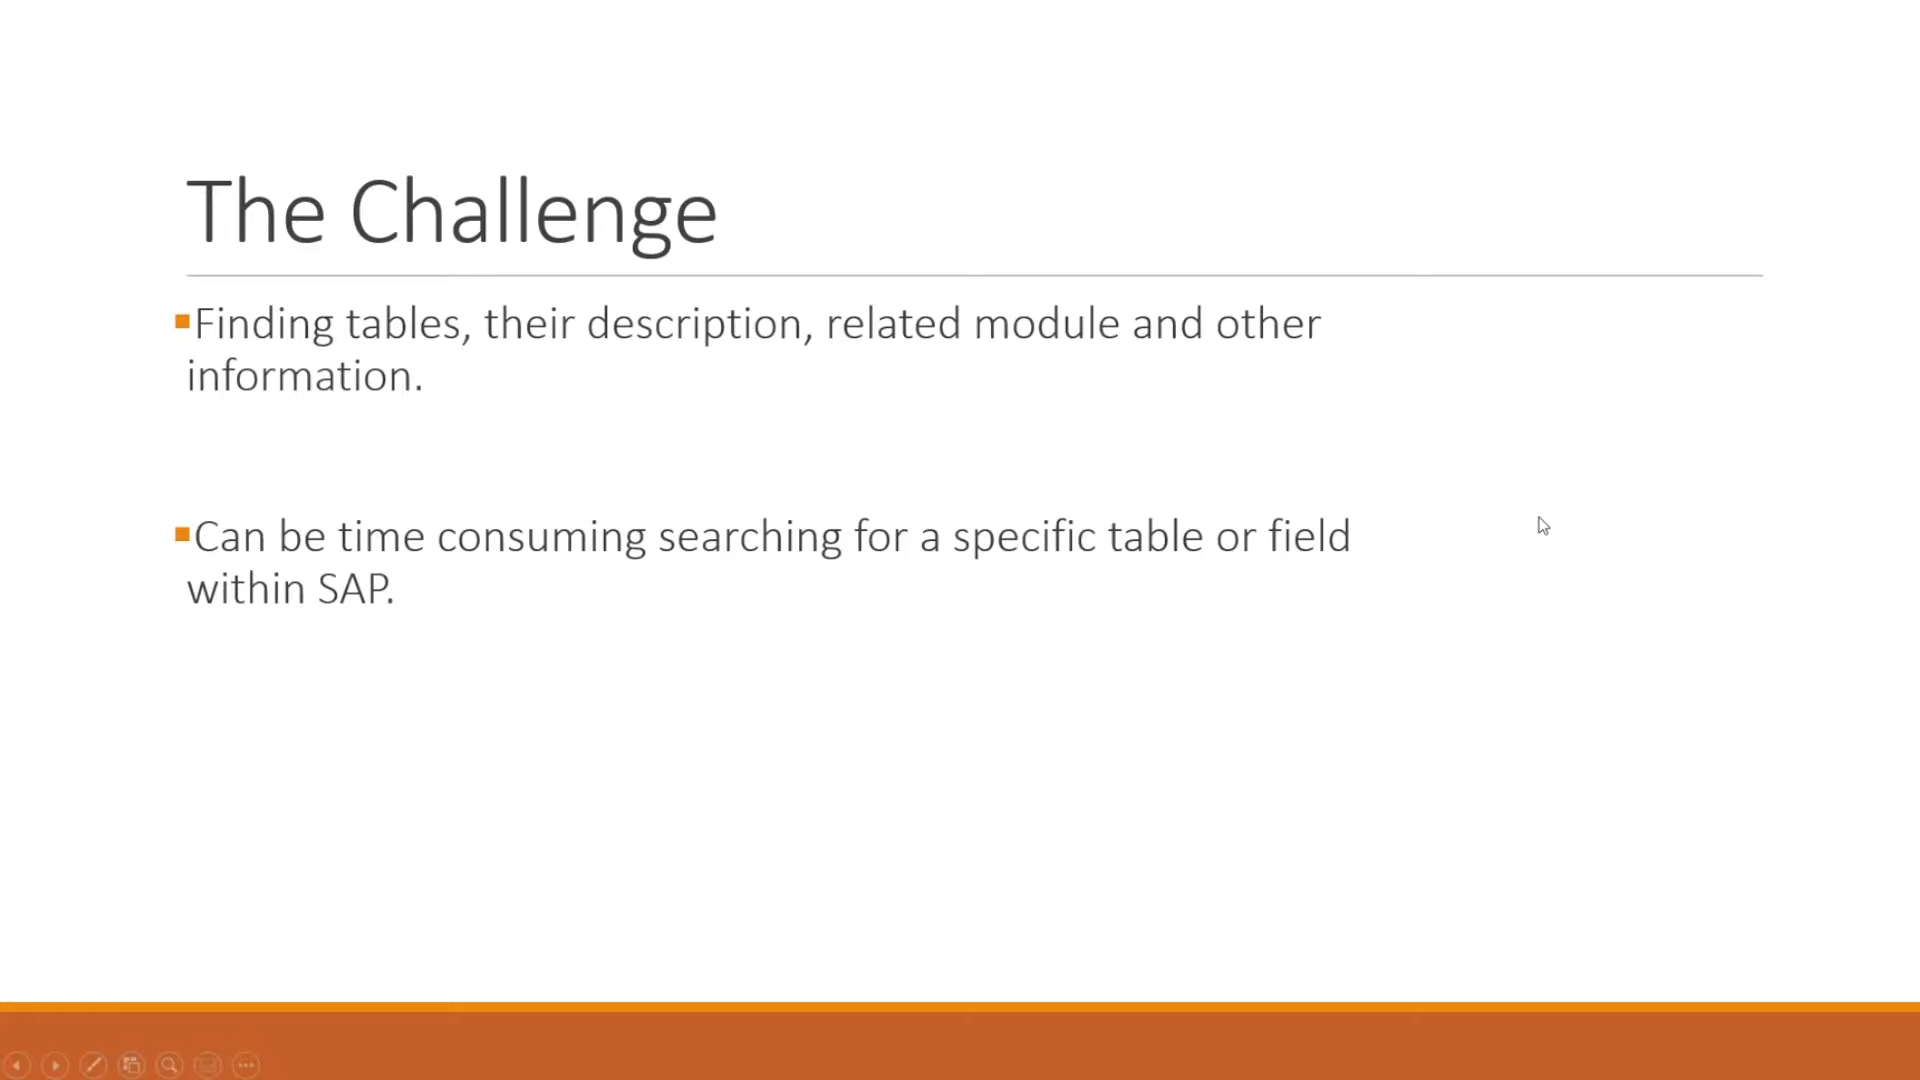 The Challenge
▪Finding tables, their description, related module and other
information.
▪Can be time consuming searching for a specific table or field
within SAP.